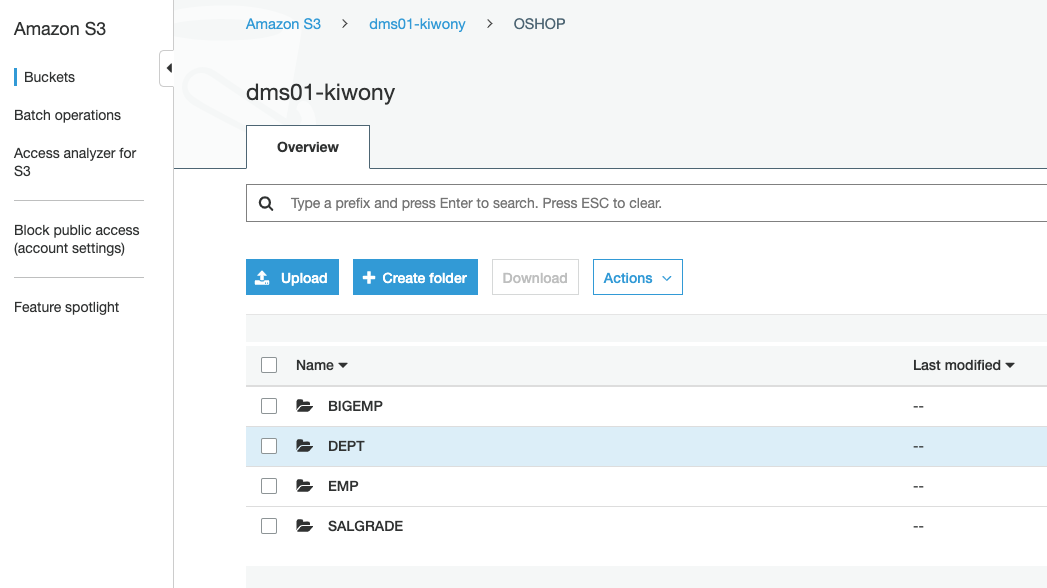 Amazon S3
Buckets
Batch operations
Access analyzer for
S3
Block public access
(account settings)
Feature spotlight
Amazon S3 > dms01-kiwony > OSHOP
dms01-kiwony
Overview
Type a prefix and press Enter to search. Press ESC to clear.
Upload Create folder Download Actions
Name Last modified
BIGEMP --
DEPT --
EMP --
SALGRADE --